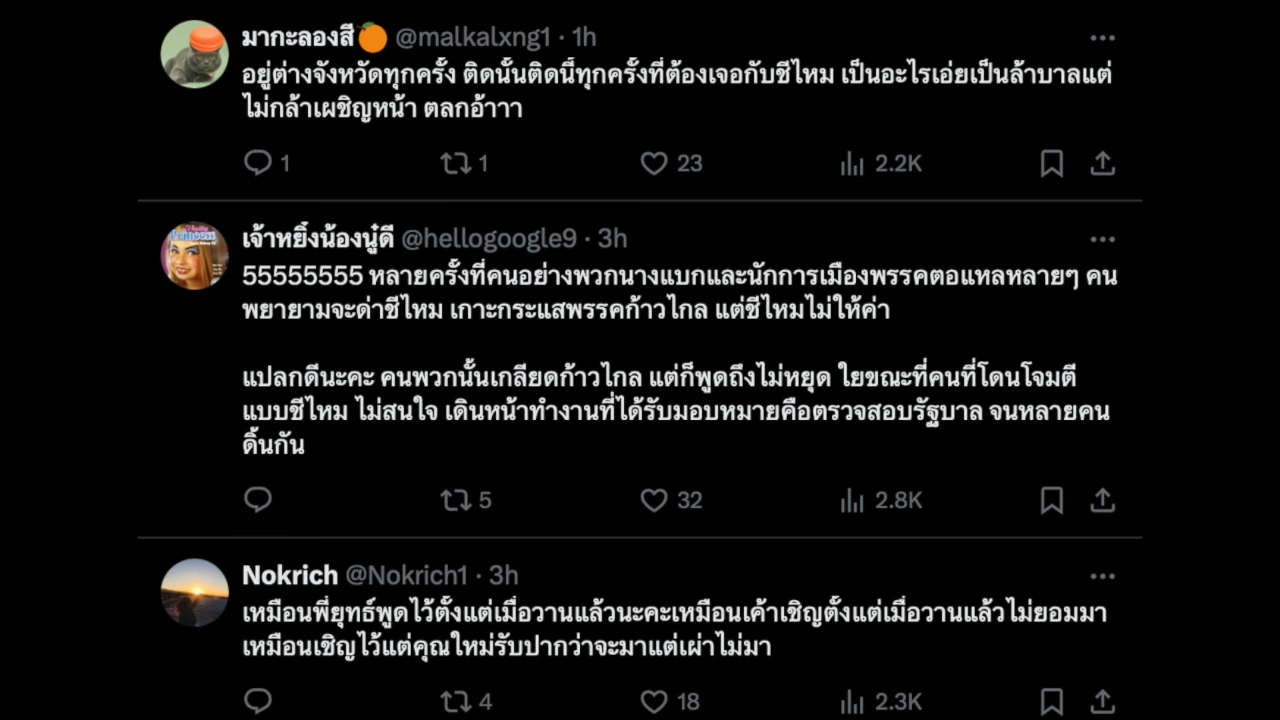 มากะลองสี🍊 @malkalxng1 · 1h
อยู่ต่างจังหวัดทุกครั้ง ติดนั้นติดนี้ทุกครั้งที่ต้องเจอกับชีไหม เป็นอะไรเอ่ยเป็นล้าบาลแต่
ไม่กล้าเผชิญหน้า ตลกอ้าาา
1 1 23 2.2K
เจ้าหยิ๋งน้องนู๋ดี @hellogoogle9 · 3h
55555555 หลายครั้งที่คนอย่างพวกนางแบกและนักการเมืองพรรคตอแหลหลายๆ คน
พยายามจะด่าชีไหม เกาะกระแสพรรคก้าวไกล แต่ชีไหมไม่ให้ค่า
แปลกดีนะคะ คนพวกนั้นเกลียดก้าวไกล แต่ก็พูดถึงไม่หยุด ใยขณะที่คนที่โดนโจมตี
แบบชีไหม ไม่สนใจ เดินหน้าทำงานที่ได้รับมอบหมายคือตรวจสอบรัฐบาล จนหลายคน
ดิ้นกัน
5 32 2.8K
Nokrich @Nokrich1 · 3h
เหมือนพี่ยุทธ์พูดไว้ตั้งแต่เมื่อวานแล้วนะคะเหมือนเค้าเชิญตั้งแต่เมื่อวานแล้วไม่ยอมมา
เหมือนเชิญไว้แต่คุณใหม่รับปากว่าจะมาแต่เผ่าไม่มา
4 18 2.3K